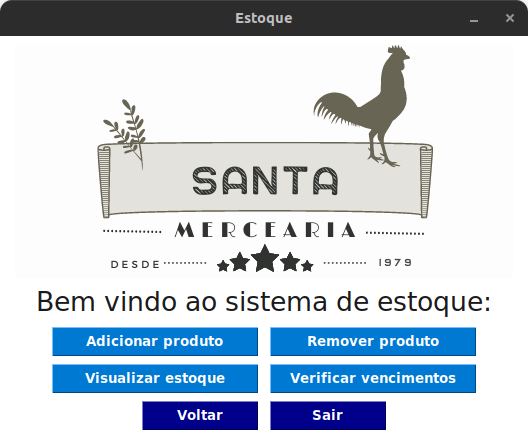 Estoque
SANTA
MERCEARIA
DESDE 1979
Bem vindo ao sistema de estoque:
Adicionar produto Remover produto
Visualizar estoque Verificar vencimentos
Voltar Sair